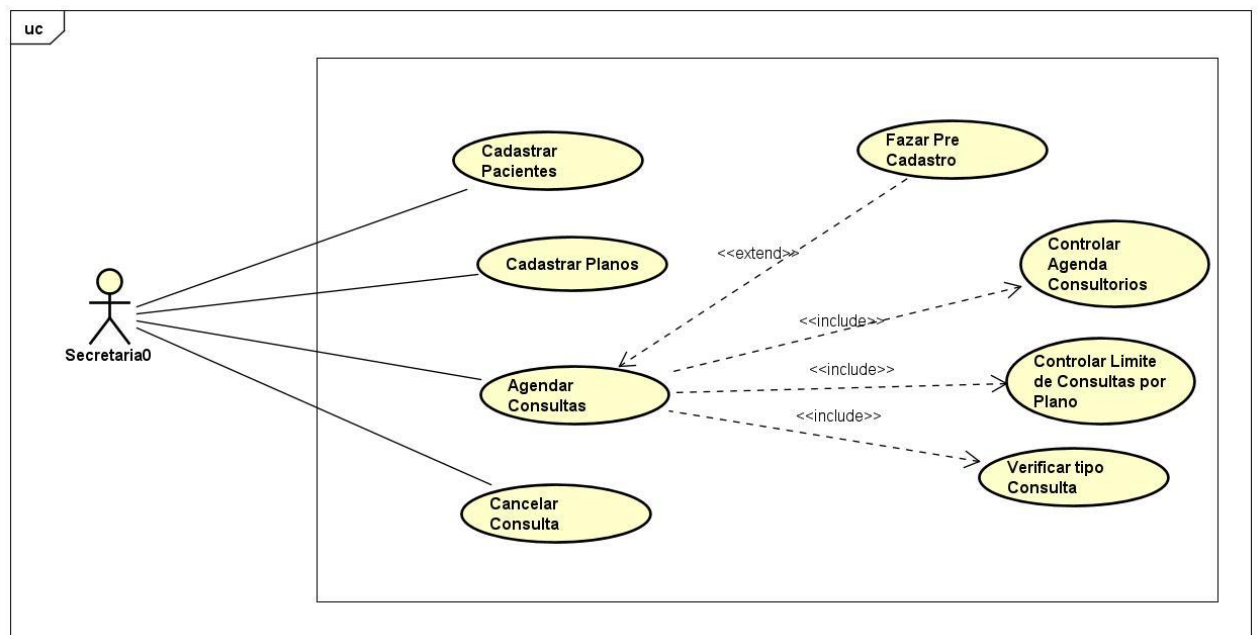 uc
Cadastrar
Pacientes
Fazar Pre
Cadastro
<<extend>>
Controlar
Agenda
Consultorios
Cadastrar Planos
Secretaria0
<<include>>
Agendar
Consultas
<<include>>
Controlar Limite
de Consultas por
Plano
<<include>>
Verificar tipo
Consulta
Cancelar
Consulta